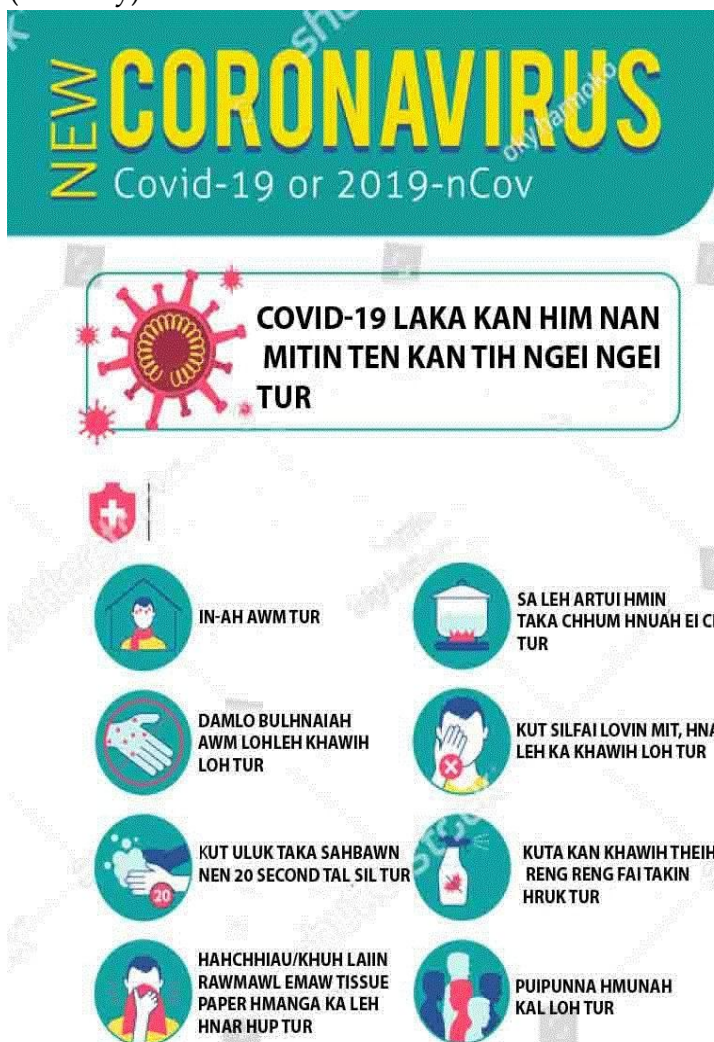 NEW
CORONAVIRUS
Covid-19 or 2019-nCov
COVID-19 LAKA KAN HIM NAN
MITIN TEN KAN TIH NGEI NGEI
TUR
IN-AH AWM TUR
SA LEH ARTUI HMIN
TAKA CHHUM HNUAH EI
TUR
DAMLO BULHNAIAH
AWM LOHLEH KHAWIH
LOH TUR
KUT SILFAI LOVIN MIT,
LEH KA KHAWIH LOH TUR
KUT ULUK TAKA SAHBAWN
NEN 20 SECOND TAL SIL TUR
20
KUTA KAN KHAWIH THEIH
RENG RENG FAI TAKIN
HRUK TUR
HAHCHHIAU/KHUH LAIIN
RAWMAWL EMAW TISSUE
PAPER HMANGA KA LEH
HNAR HUP TUR
PUIPUNNA HMUNAH
KAL LOH TUR
okyharmoko